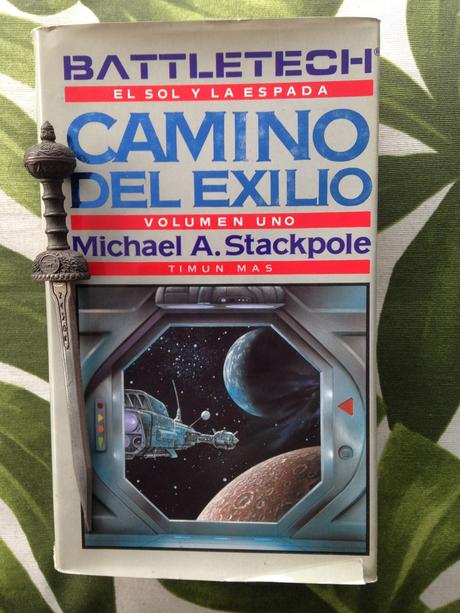 BATTLETECH®
EL SOL Y LA ESPADA
CAMINO
DEL EXILIO
VOLUMEN UNO
Michael A. Stackpole
TIMUN MAS